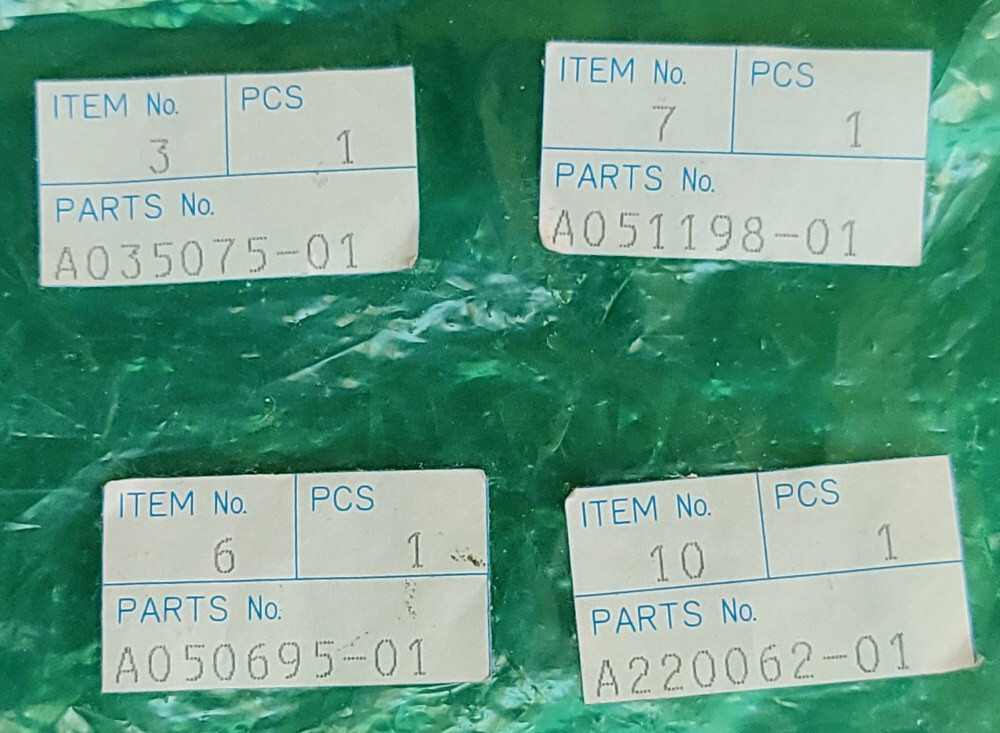 ITEM No. PCS
3 1
PARTS No.
A035075-01
ITEM No. PCS
7 1
PARTS No.
A051198-01
ITEM No. PCS
6 1
PARTS No.
A050695-01
ITEM No. PCS
10 1
PARTS No.
A220062-01